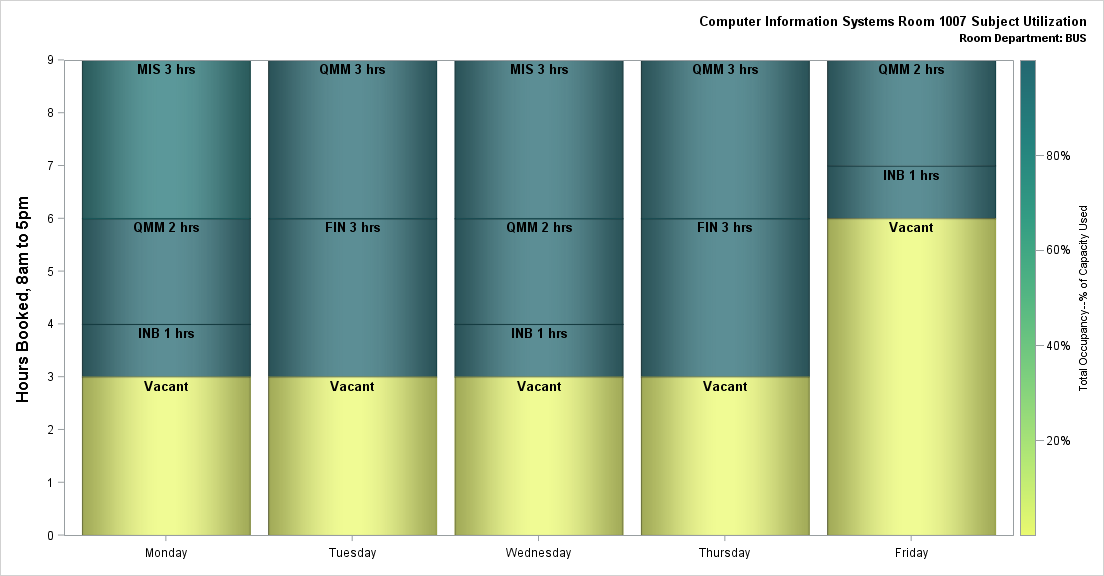 Computer Information Systems Room 1007 Subject Utilization
Room Department: BUS
Hours Booked, 8am to 5pm
9
8
7
6
5
4
3
2
1
0
MIS 3 hrs
QMM 2 hrs
INB 1 hrs
Vacant
QMM 3 hrs
FIN 3 hrs
Vacant
MIS 3 hrs
QMM 2 hrs
INB 1 hrs
Vacant
QMM 3 hrs
FIN 3 hrs
Vacant
QMM 2 hrs
INB 1 hrs
Vacant
Monday
Tuesday
Wednesday
Thursday
Friday
80%
60%
40%
20%
Total Occupancy--% of Capacity Used